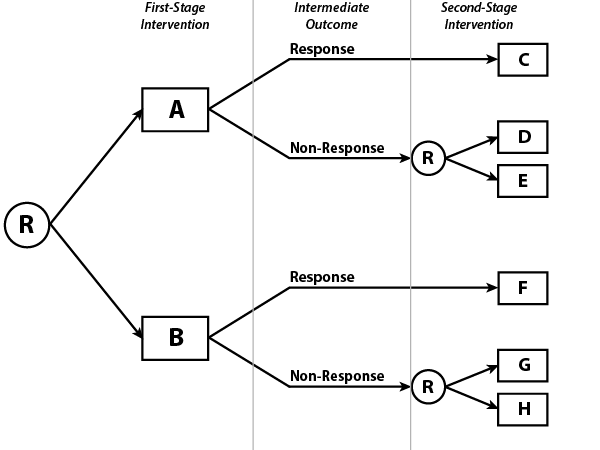 First-Stage
Intervention
Intermediate
Outcome
Second-Stage
Intervention
Response
C
A
Non-Response
R
D
E
R
Response
F
B
Non-Response
R
G
H